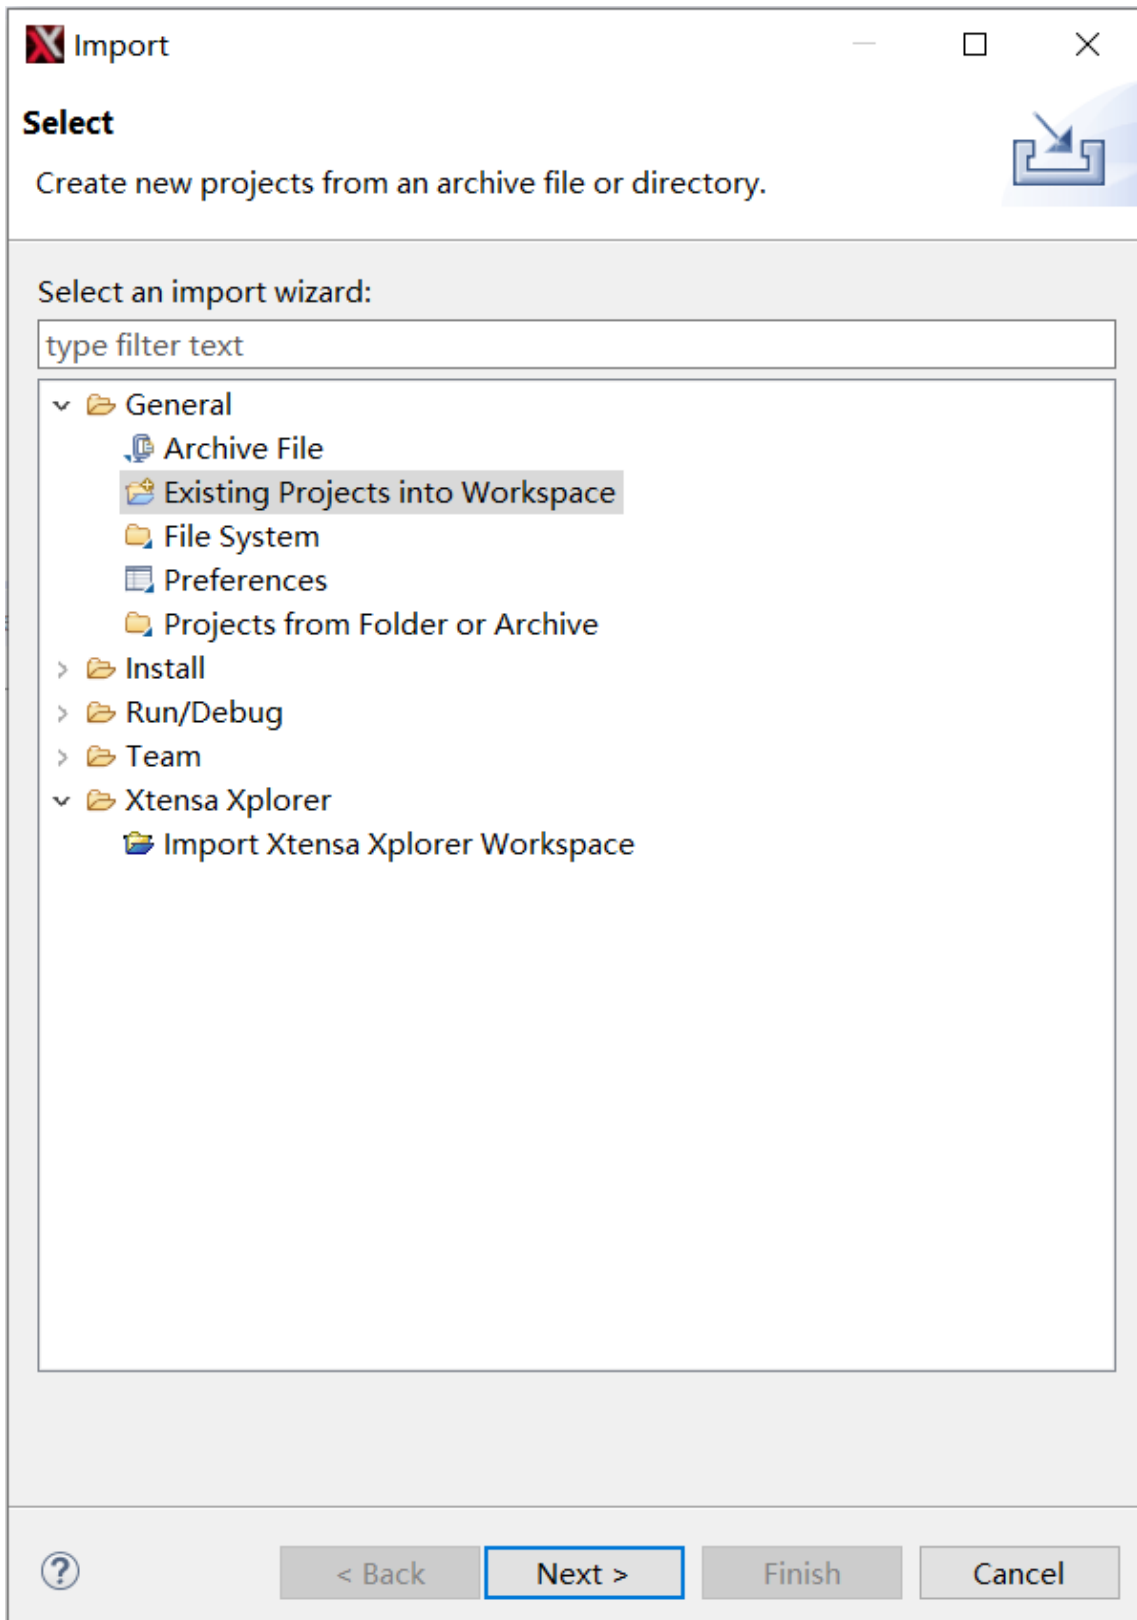 Import
Select
Create new projects from an archive file or directory.
Select an import wizard:
type filter text
General
Archive File
Existing Projects into Workspace
File System
Preferences
Projects from Folder or Archive
Install
Run/Debug
Team
Xtensa Xplorer
Import Xtensa Xplorer Workspace
? < Back Next > Finish Cancel